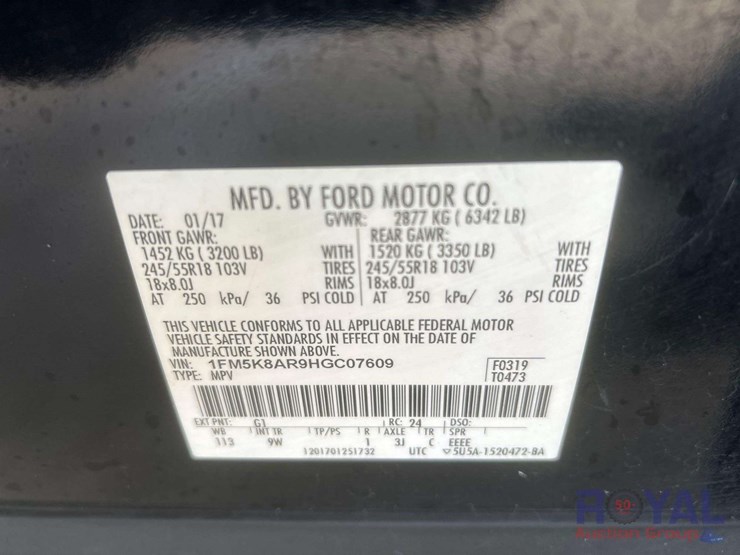 MFD. BY FORD MOTOR CO.
DATE: 01/17 GVWR: 2877 KG ( 6342 LB)
FRONT GAWR: REAR GAWR:
1452 KG ( 3200 LB) WITH 1520 KG ( 3350 LB) WITH
245/55R18 103V TIRES 245/55R18 103V TIRES
18x8.0J RIMS 18x8.0J RIMS
AT 250 kPa/ 36 PSI COLD AT 250 kPa/ 36 PSI COLD
THIS VEHICLE CONFORMS TO ALL APPLICABLE FEDERAL MOTOR
VEHICLE SAFETY STANDARDS IN EFFECT ON THE DATE OF
MANUFACTURE SHOWN ABOVE.
VIN: 1FM5K8AR9HGC07609 F0319
TYPE: MPV T0473
EXT PNT: G1 RC: 24 DSO:
WB INT TR TP/PS R AXLE TR SPR
113 9W 1 3J C EEEE
1201701251732 UTC 5U5A-1520472-BA
ROYAL
Auction Group